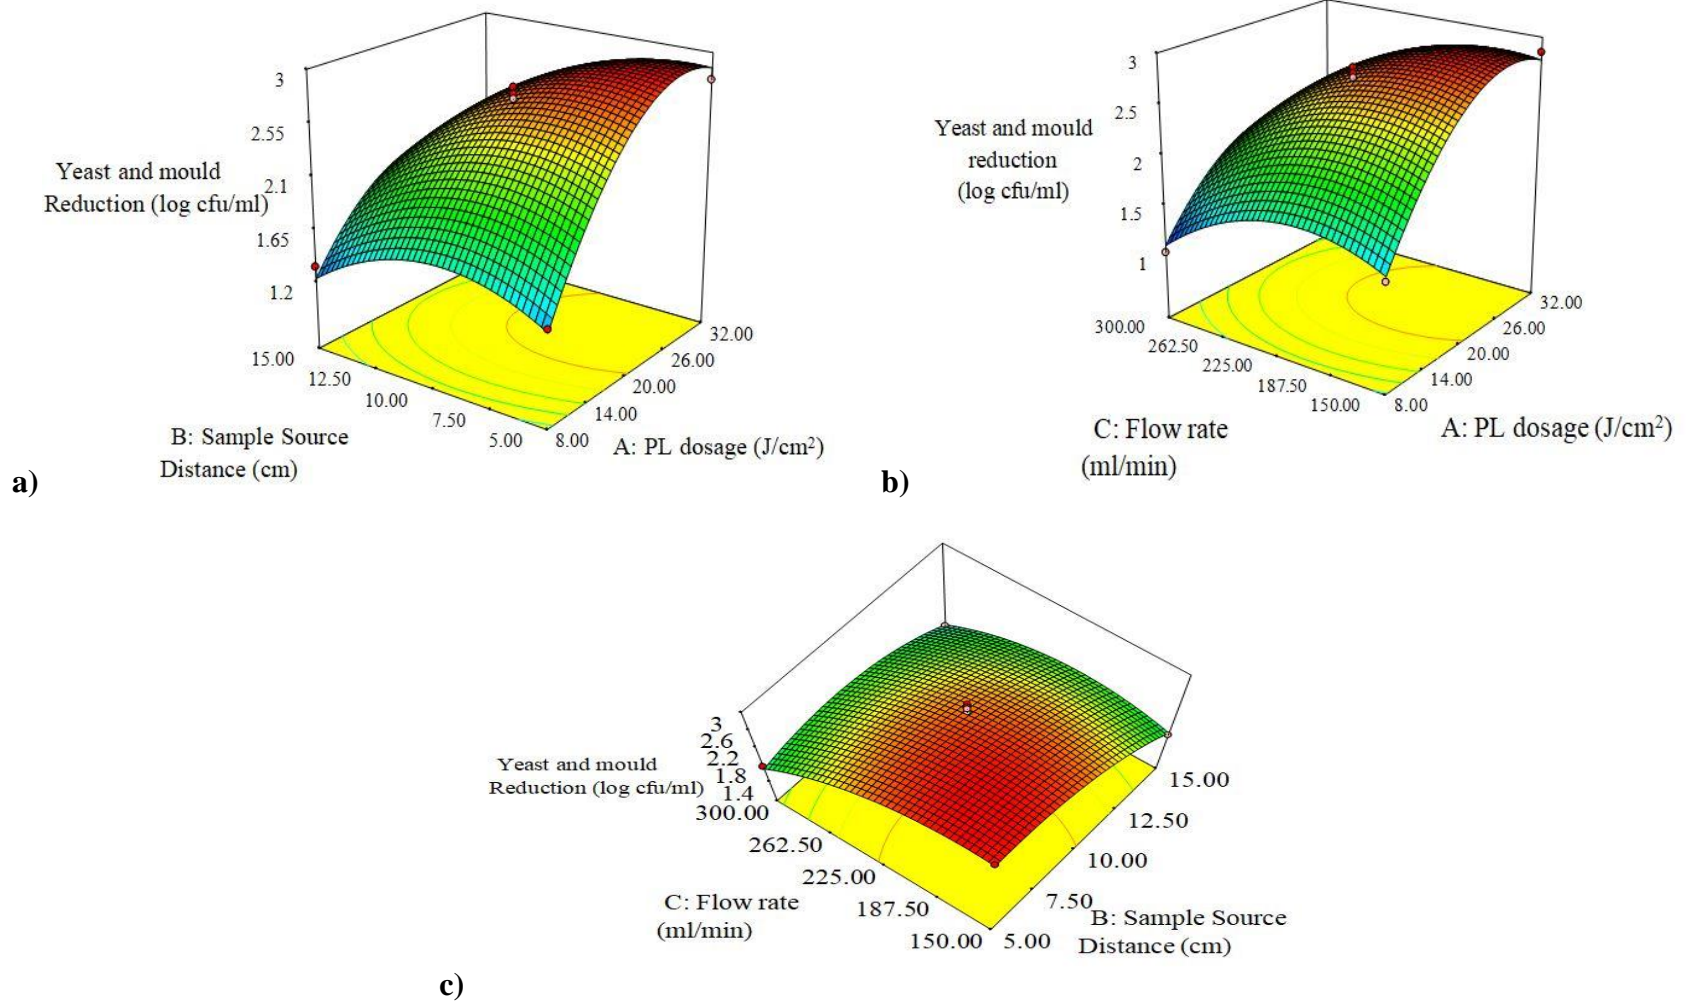 3
2.55
2.1
1.65
1.2
Yeast and mould
Reduction (log cfu/ml)
15.00
12.50
10.00
7.50
5.00
B: Sample Source
Distance (cm)
8.00
14.00
20.00
26.00
32.00
A: PL dosage (J/cm²)
a)
3
2.5
2
1.5
1
Yeast and mould
reduction
(log cfu/ml)
300.00
262.50
225.00
187.50
150.00
C: Flow rate
(ml/min)
8.00
14.00
20.00
26.00
32.00
A: PL dosage (J/cm²)
b)
3
2.6
2.2
1.8
1.4
Yeast and mould
Reduction (log cfu/ml)
300.00
262.50
225.00
187.50
150.00
C: Flow rate
(ml/min)
5.00
7.50
10.00
12.50
15.00
B: Sample Source
Distance (cm)
c)